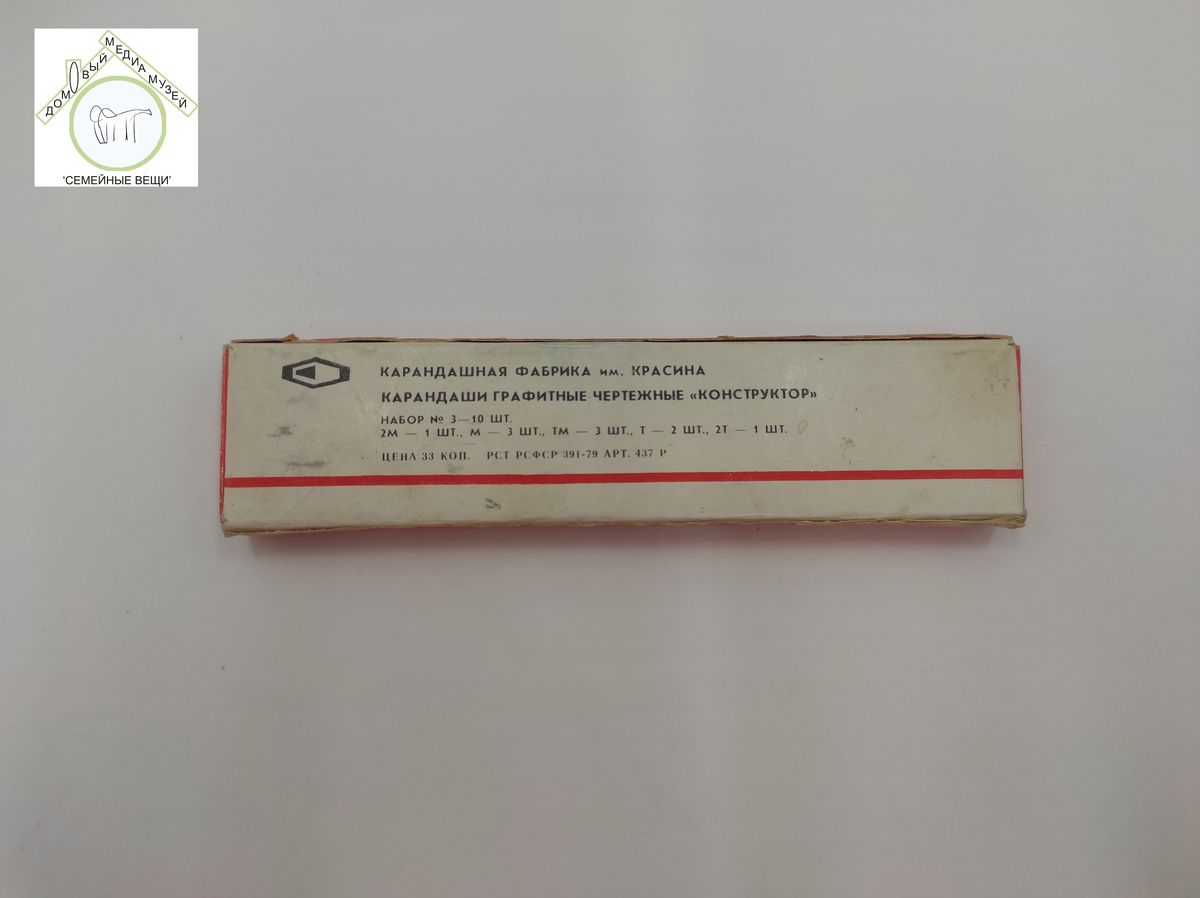 ДОМОВЫЙ МЕДИА МУЗЕЙ
'СЕМЕЙНЫЕ ВЕЩИ'
КАРАНДАШНАЯ ФАБРИКА им. КРАСИНА
КАРАНДАШИ ГРАФИТНЫЕ ЧЕРТЕЖНЫЕ «КОНСТРУКТОР»
НАБОР № 3—10 ШТ.
2М — 1 ШТ., М — 3 ШТ., ТМ — 3 ШТ., Т — 2 ШТ., 2Т — 1 ШТ.
ЦЕНА 33 КОП. РСТ РСФСР 391-79 АРТ. 437 Р